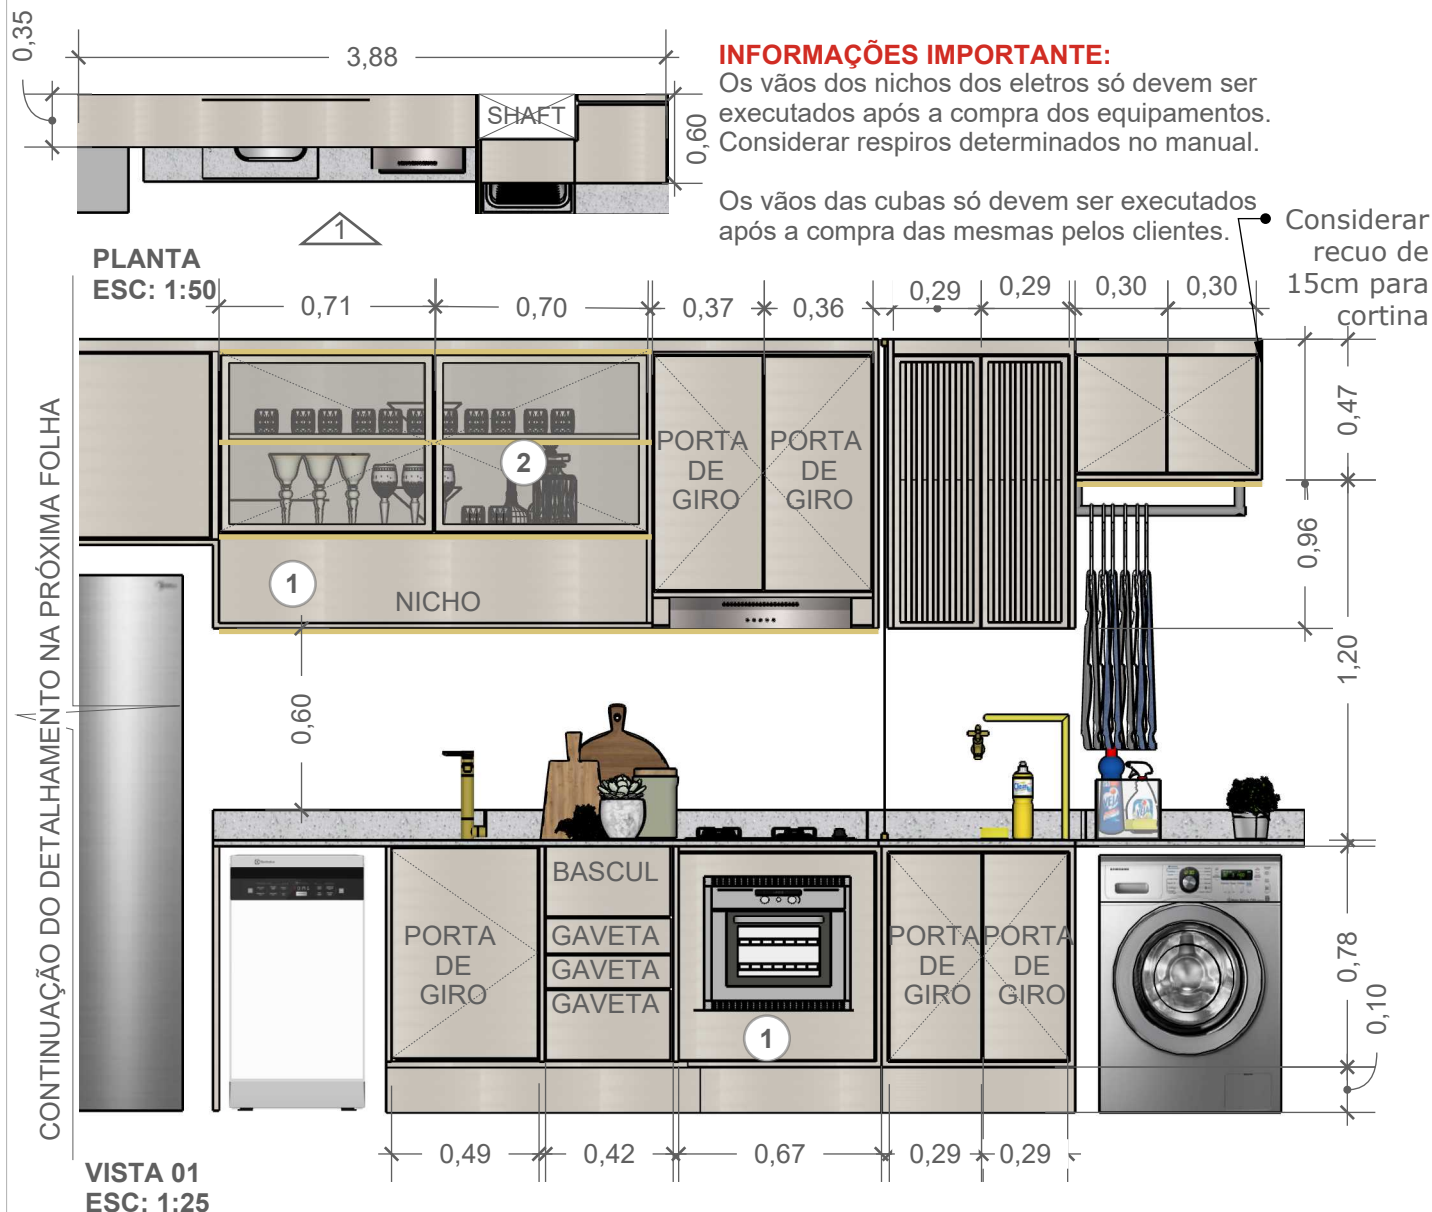 0,35
3,88
SHAFT
0,60
1
INFORMAÇÕES IMPORTANTE:
Os vãos dos nichos dos eletros só devem ser
executados após a compra dos equipamentos.
Considerar respiros determinados no manual.
Os vãos das cubas só devem ser executados
após a compra das mesmas pelos clientes.
Considerar
recuo de
15cm para
cortina
PLANTA
ESC: 1:50
0,71
0,70
0,37
0,36
0,29
0,29
0,30
0,30
CONTINUAÇÃO DO DETALHAMENTO NA PRÓXIMA FOLHA
PORTA
DE
GIRO
PORTA
DE
GIRO
2
1
NICHO
0,47
0,96
1,20
0,60
BASCUL
GAVETA
GAVETA
GAVETA
PORTA
DE
GIRO
1
PORTA
DE
GIRO
PORTA
DE
GIRO
SAMSUNG
0,78
0,10
0,49
0,42
0,67
0,29
0,29
VISTA 01
ESC: 1:25